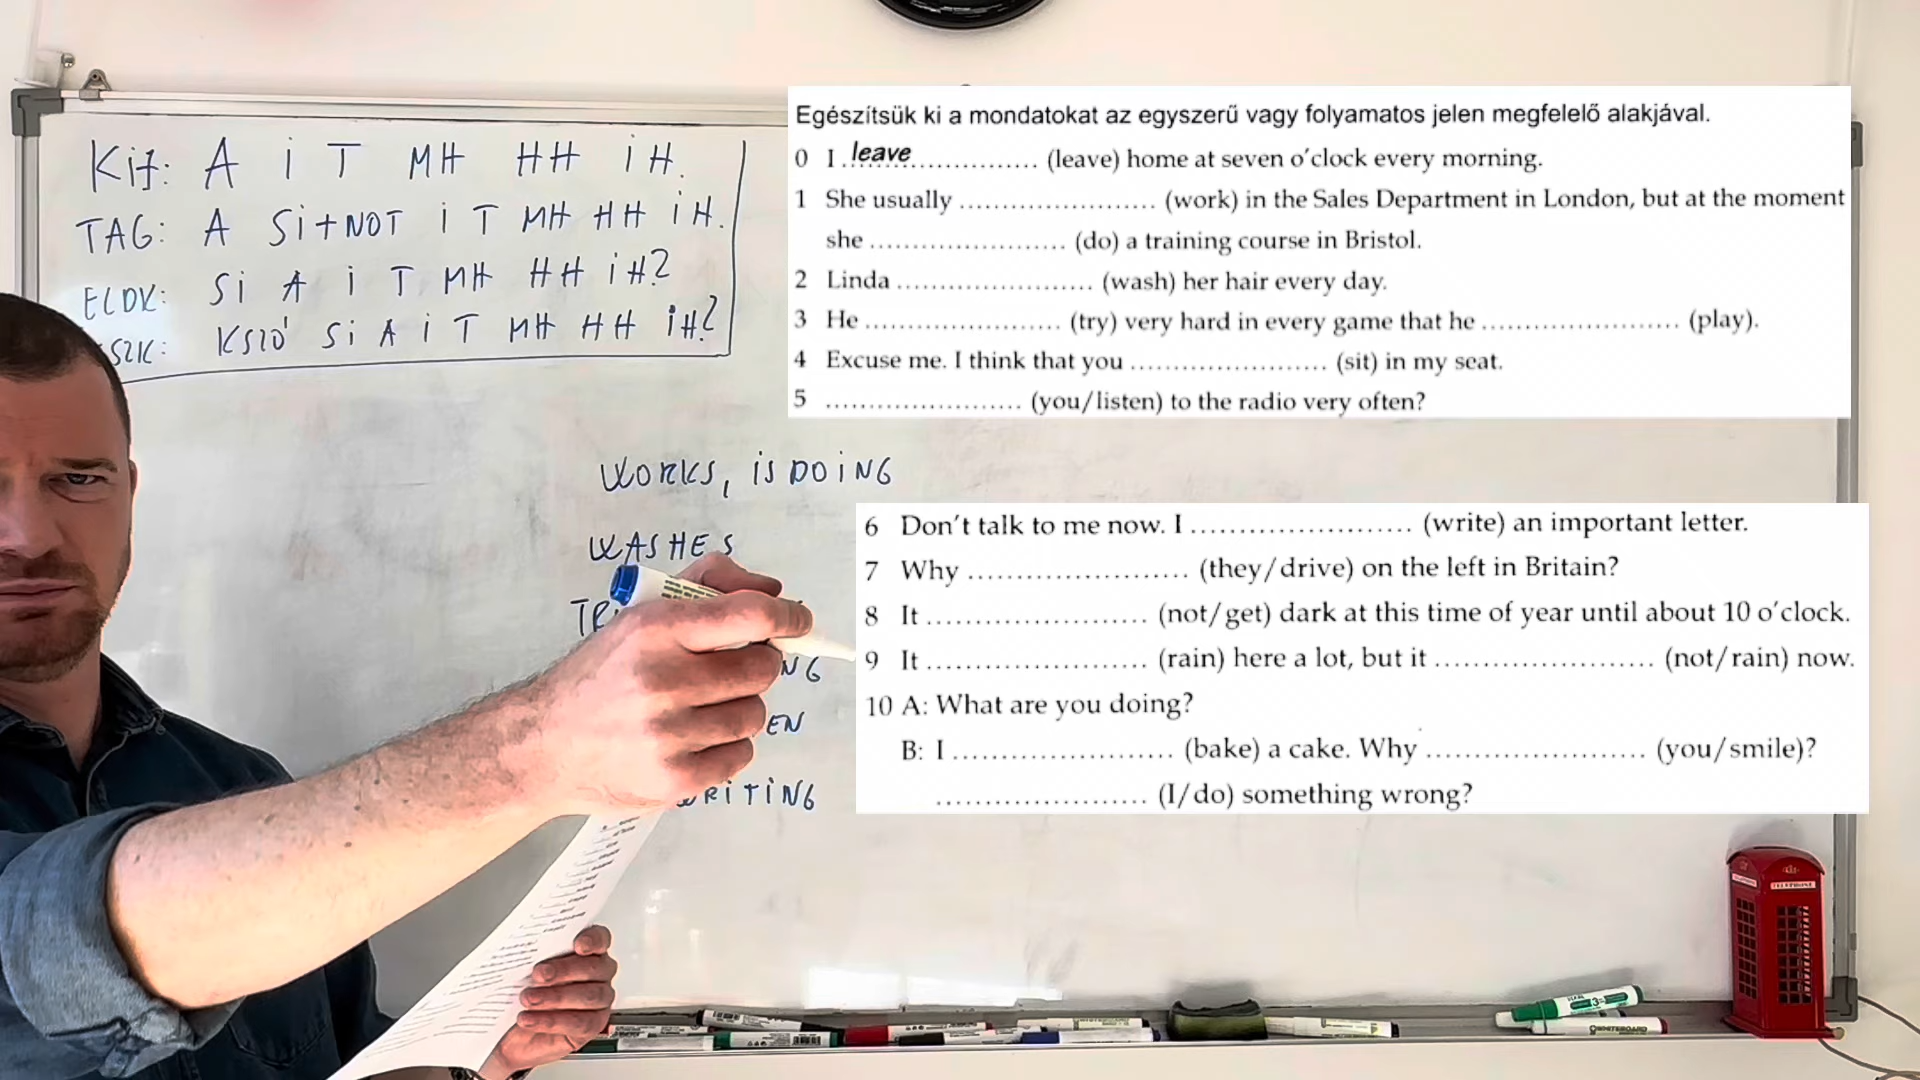 Kif: A i T MH HH iH.
TAG: A Si+NOT i T MH HH iH.
ELDK: Si A i T MH HH iH?
KSZÓ Si A i T MH HH iH?
Egészítsük ki a mondatokat az egyszerű vagy folyamatos jelen megfelelő alakjával.
0 I .leave.................. (leave) home at seven o'clock every morning.
1 She usually ........................ (work) in the Sales Department in London, but at the moment
she ........................ (do) a training course in Bristol.
2 Linda ........................ (wash) her hair every day.
3 He ........................ (try) very hard in every game that he ........................ (play).
4 Excuse me. I think that you ........................ (sit) in my seat.
5 ........................ (you/listen) to the radio very often?
WORKS, iS DOiNG
WASHES
6 Don't talk to me now. I ........................ (write) an important letter.
7 Why ........................ (they/drive) on the left in Britain?
8 It ........................ (not/get) dark at this time of year until about 10 o'clock.
9 It ........................ (rain) here a lot, but it ........................ (not/rain) now.
10 A: What are you doing?
B: I ........................ (bake) a cake. Why ........................ (you/smile)?
........................ (I/do) something wrong?
TELEPHONE